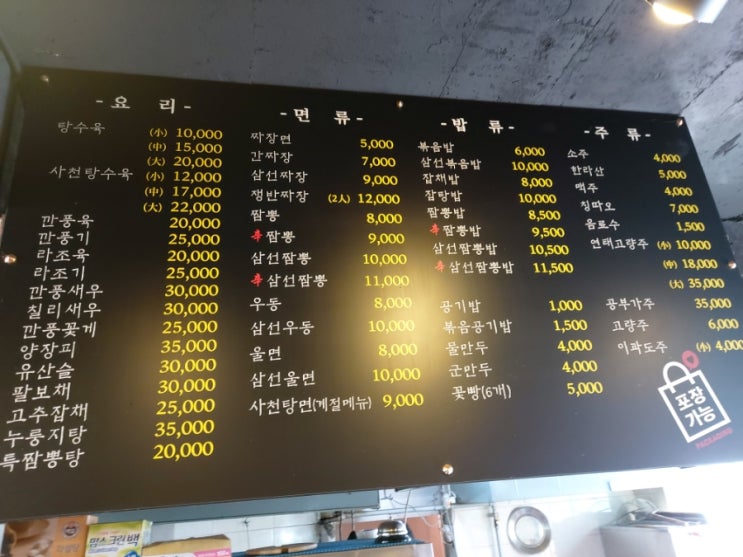 - 요 리 -
탕수육 (小) 10,000
(中) 15,000
(大) 20,000
사천탕수육 (小) 12,000
(中) 17,000
(大) 22,000
깐풍육 20,000
깐풍기 25,000
라조육 20,000
라조기 25,000
깐풍새우 30,000
칠리새우 30,000
깐풍꽃게 25,000
양장피 35,000
유산슬 30,000
팔보채 30,000
고추잡채 25,000
누룽지탕 35,000
특짬뽕탕 20,000
- 면 류 -
짜장면 5,000
간짜장 7,000
삼선짜장 9,000
쟁반짜장 (2人) 12,000
짬뽕 8,000
辛짬뽕 9,000
삼선짬뽕 10,000
辛삼선짬뽕 11,000
우동 8,000
삼선우동 10,000
울면 8,000
삼선울면 10,000
사천탕면(계절메뉴) 9,000
- 밥 류 -
볶음밥 6,000
삼선볶음밥 10,000
잡채밥 8,000
잡탕밥 10,000
짬뽕밥 8,500
辛짬뽕밥 9,500
삼선짬뽕밥 10,500
辛삼선짬뽕밥 11,500
공기밥 1,000
볶음공기밥 1,500
물만두 4,000
군만두 4,000
꽃빵(6개) 5,000
- 주 류 -
소주 4,000
한라산 5,000
맥주 4,000
칭따오 7,000
음료수 1,500
연태고량주 (小) 10,000
(中) 18,000
(大) 35,000
공부가주 35,000
고량주 6,000
이과도주 (小) 4,000
포장
가능
PACKAGING
맘스크린백